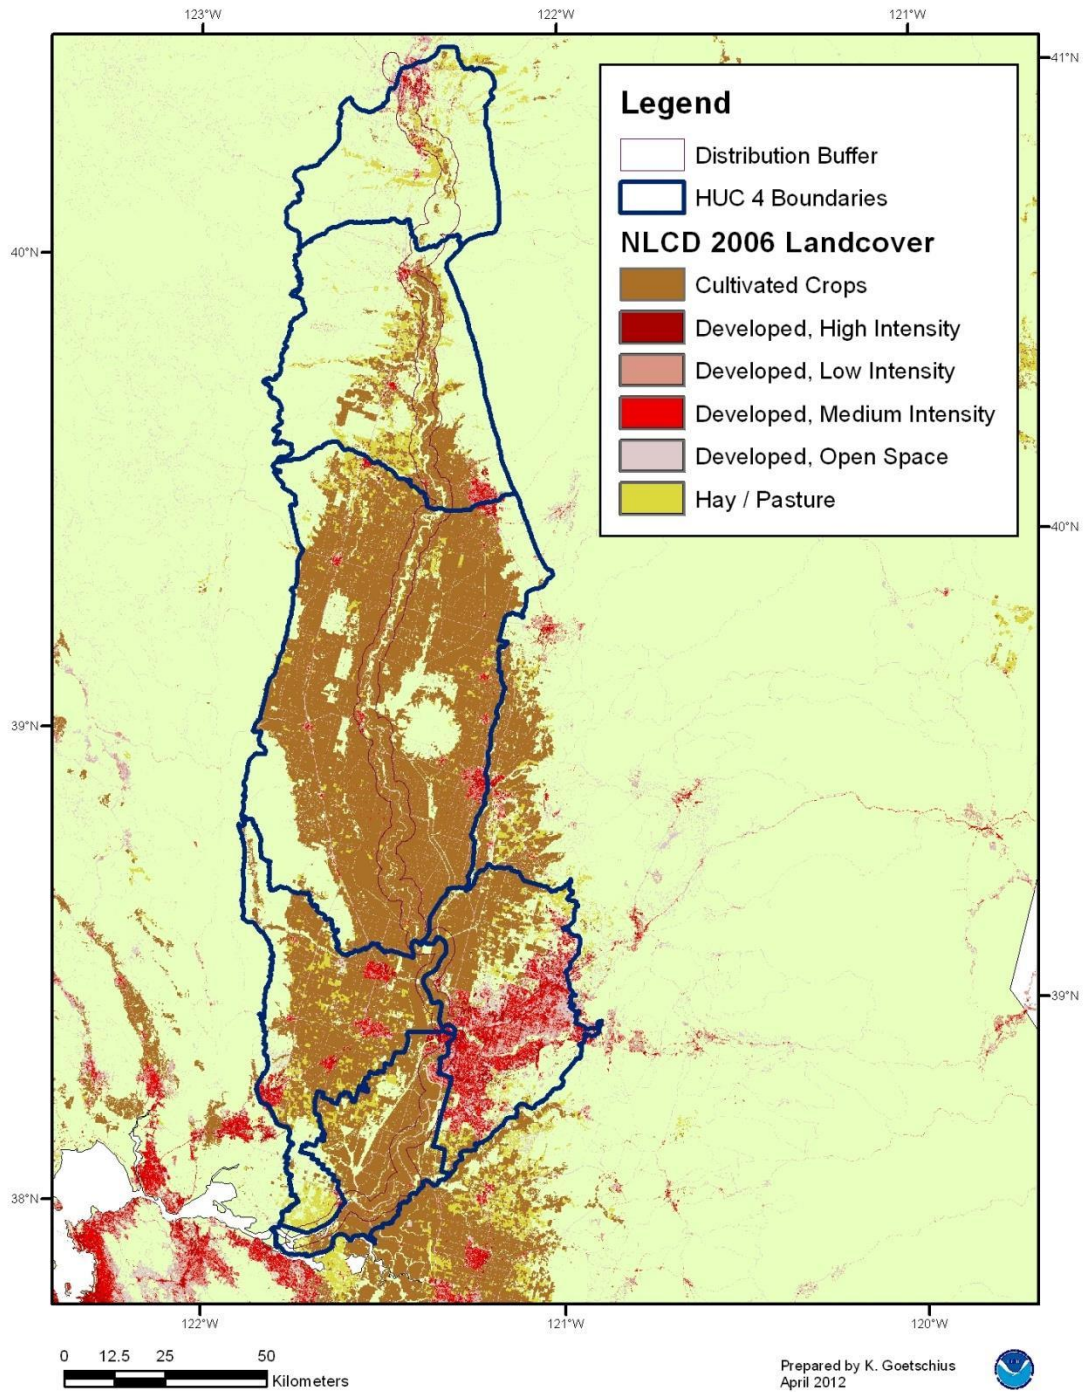 123°W 122°W 121°W
41°N
Legend
Distribution Buffer
HUC 4 Boundaries
NLCD 2006 Landcover
40°N
Cultivated Crops
Developed, High Intensity
Developed, Low Intensity
Developed, Medium Intensity
Developed, Open Space
Hay / Pasture
40°N
39°N
39°N
38°N
122°W 121°W 120°W
0 12.5 25 50
Kilometers
Prepared by K. Goetschius
April 2012